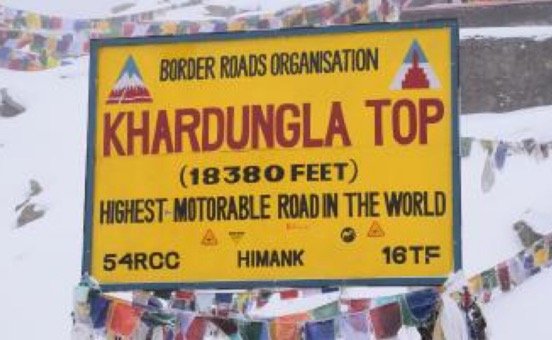 BORDER ROADS ORGANISATION
KHARDUNGLA TOP
(18380 FEET)
HIGHEST MOTORABLE ROAD IN THE WORLD
54RCC HIMANK 16TF